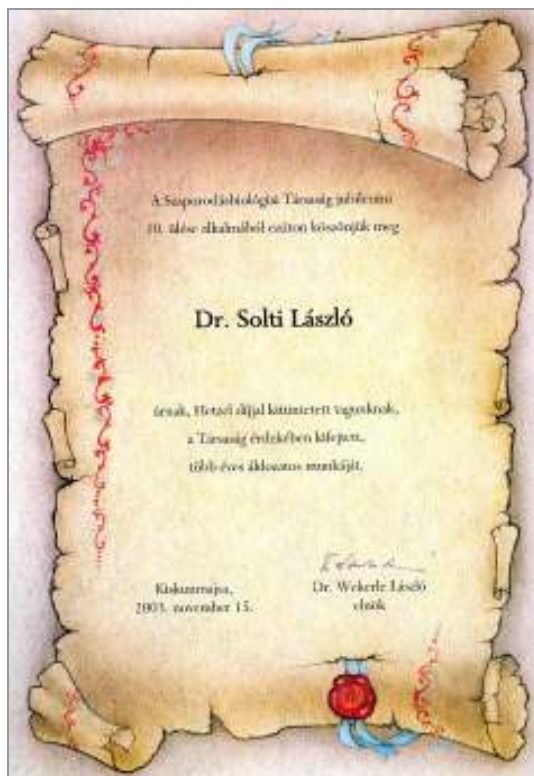 A Szaporodásbiológiai Társaság jubileumi
10. ülése alkalmából ezúton köszönjük meg
Dr. Solti László
úrnak, Hetzel díjjal kitüntetett tagunknak,
a Társaság érdekében kifejtett,
több éves áldozatos munkáját.
Kiskunmajsa,
2003. november 15.
Dr. Wekerle László
elnök